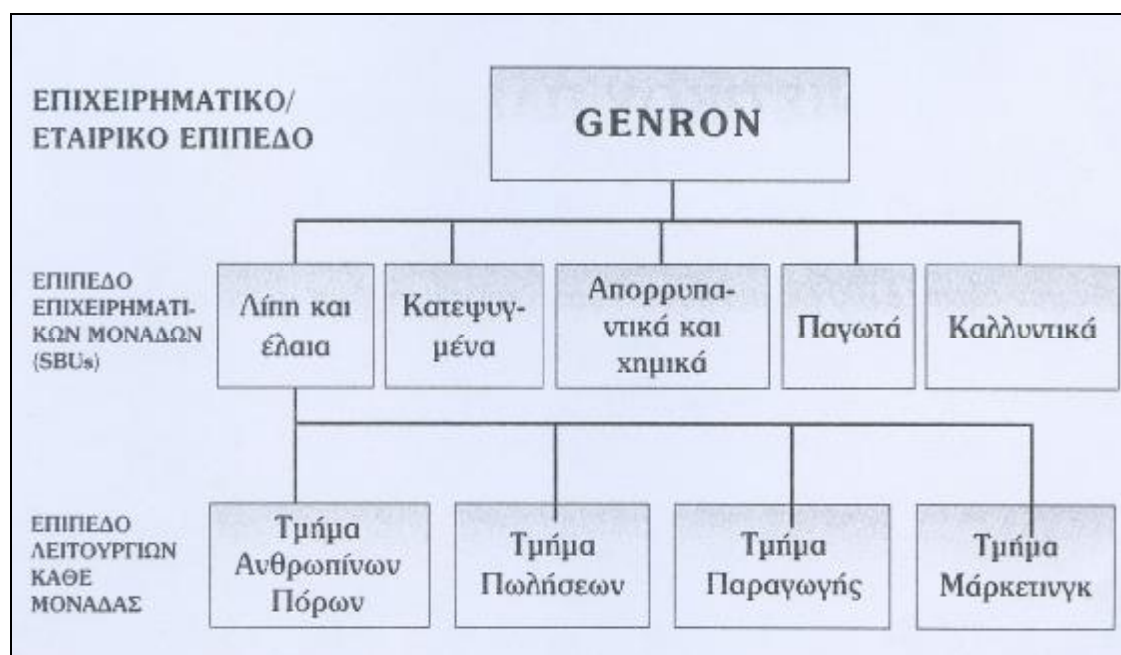 ΕΠΙΧΕΙΡΗΜΑΤΙΚΟ/
ΕΤΑΙΡΙΚΟ ΕΠΙΠΕΔΟ
GENRON
ΕΠΙΠΕΔΟ
ΕΠΙΧΕΙΡΗΜΑΤΙ-
ΚΩΝ ΜΟΝΑΔΩΝ
(SBUs)
Λίπη και
έλαια
Κατεψυγ-
μένα
Απορρυπα-
ντικά και
χημικά
Παγωτά
Καλλυντικά
ΕΠΙΠΕΔΟ
ΛΕΙΤΟΥΡΓΙΩΝ
ΚΑΘΕ
ΜΟΝΑΔΑΣ
Τμήμα
Ανθρωπίνων
Πόρων
Τμήμα
Πωλήσεων
Τμήμα
Παραγωγής
Τμήμα
Μάρκετινγκ